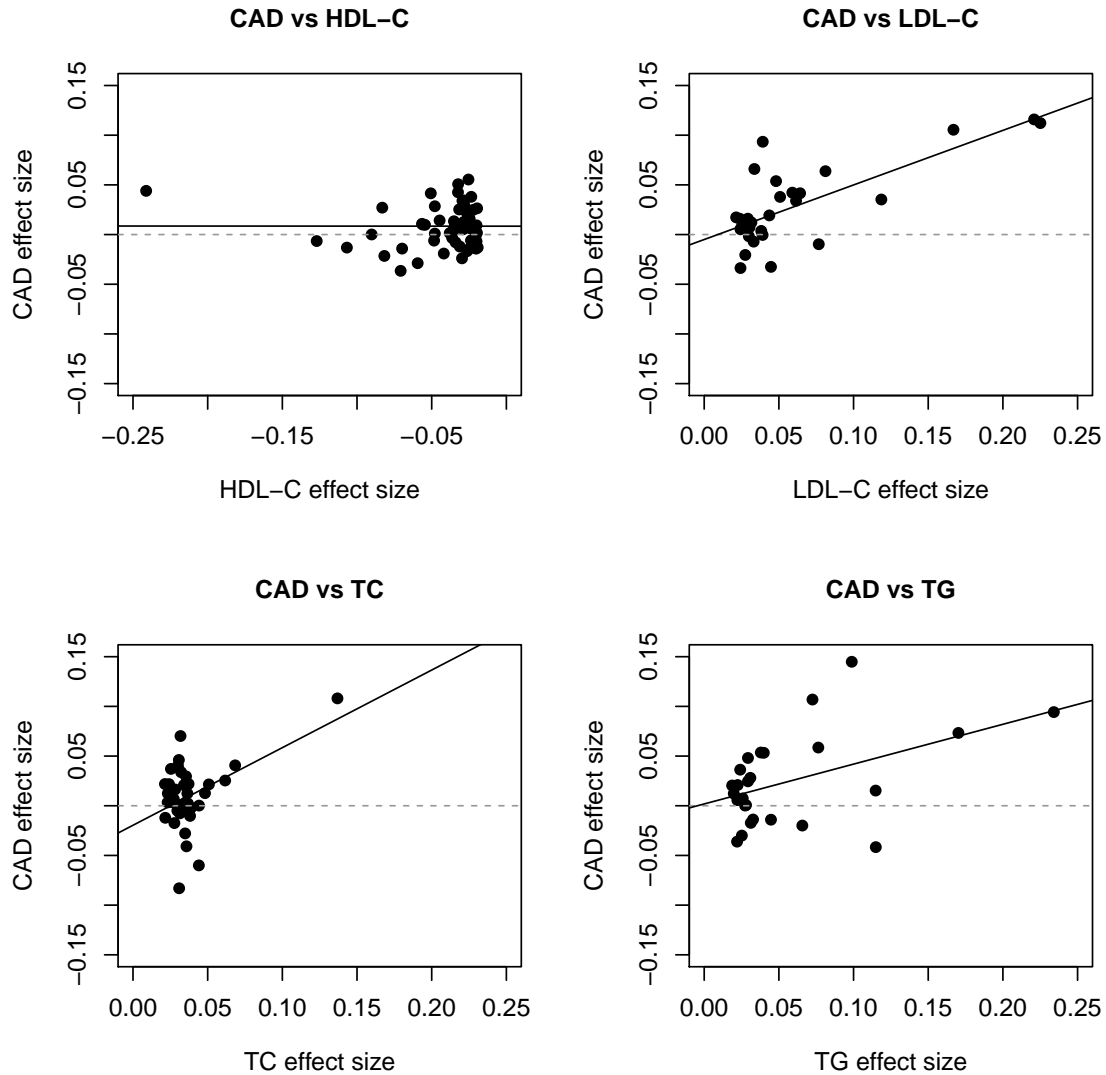 CAD vs HDL−C
0.15
0.05
−0.05
−0.15
CAD effect size
−0.25
−0.15
−0.05
HDL−C effect size
CAD vs LDL−C
0.15
0.05
−0.05
−0.15
CAD effect size
0.00 0.05 0.10 0.15 0.20 0.25
LDL−C effect size
CAD vs TC
0.15
0.05
−0.05
−0.15
CAD effect size
0.00 0.05 0.10 0.15 0.20 0.25
TC effect size
CAD vs TG
0.15
0.05
−0.05
−0.15
CAD effect size
0.00 0.05 0.10 0.15 0.20 0.25
TG effect size